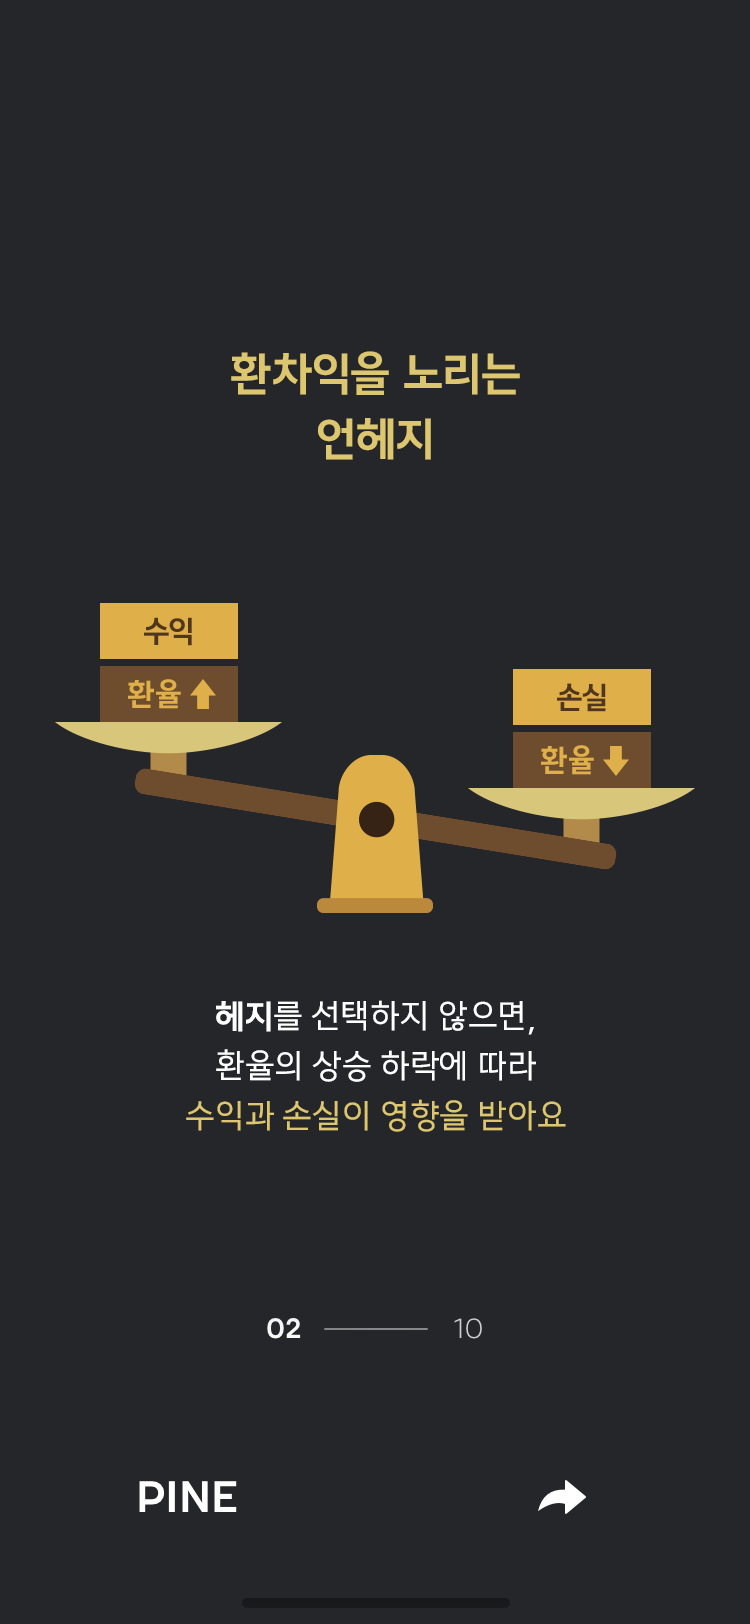 환차익을 노리는
언헤지
수익
환율
손실
환율
헤지를 선택하지 않으면,
환율의 상승 하락에 따라
수익과 손실이 영향을 받아요
02
10
PINE